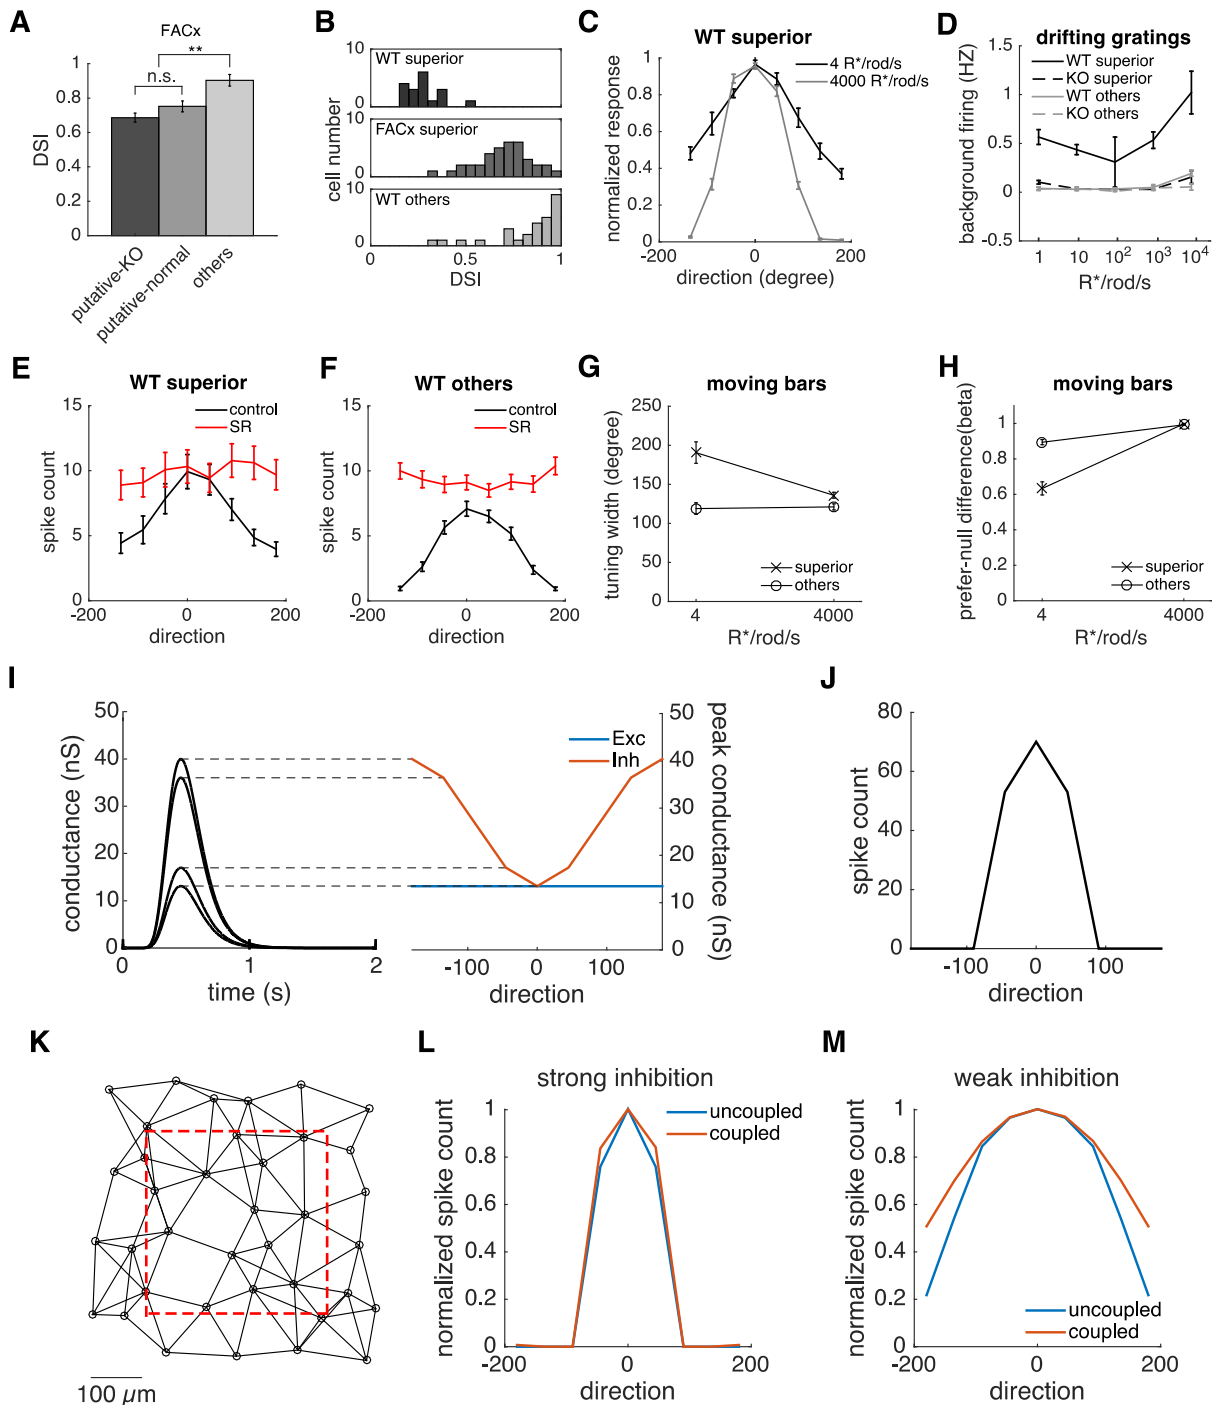 A
FACx
**
n.s.
1
0.8
0.6
0.4
0.2
0
DSI
putative-KO
putative-normal
others
B
10
WT superior
0
10
FACx superior
0
10
WT others
0
0
0.5
1
cell number
DSI
C
WT superior
4 R*/rod/s
4000 R*/rod/s
1
0.8
0.6
0.4
0.2
0
normalized response
-200
0
200
direction (degree)
D
drifting gratings
WT superior
KO superior
WT others
KO others
1.5
1
0.5
0
-0.5
background firing (HZ)
1
10
10²
10³
10⁴
R*/rod/s
E
WT superior
control
SR
15
10
5
0
spike count
-200
0
200
direction
F
WT others
control
SR
15
10
5
0
spike count
-200
0
200
direction
G
moving bars
250
200
150
100
50
0
tuning width (degree)
superior
others
4
4000
R*/rod/s
H
moving bars
1
0.8
0.6
0.4
0.2
0
prefer-null difference(beta)
superior
others
4
4000
R*/rod/s
I
50
40
30
20
10
0
conductance (nS)
0
1
2
time (s)
Exc
Inh
50
40
30
20
10
0
peak conductance (nS)
-100
0
100
direction
J
80
60
40
20
0
spike count
-100
0
100
direction
K
100 µm
L
strong inhibition
uncoupled
coupled
1
0.8
0.6
0.4
0.2
0
normalized spike count
-200
0
200
direction
M
weak inhibition
1
0.8
0.6
0.4
0.2
0
normalized spike count
uncoupled
coupled
-200
0
200
direction